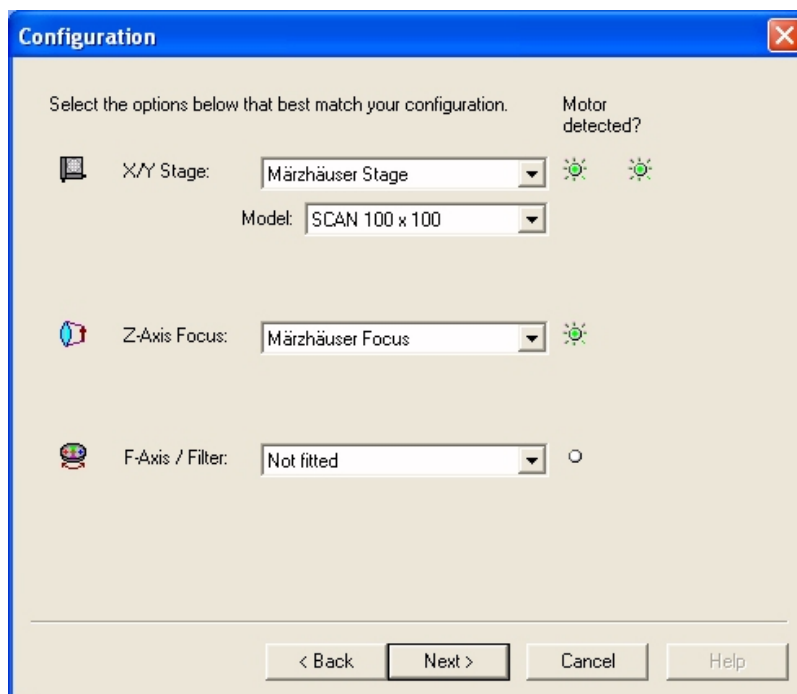 Configuration
Select the options below that best match your configuration.
Motor
detected?
X/Y Stage:
Märzhäuser Stage
Model:
SCAN 100 x 100
Z-Axis Focus:
Märzhäuser Focus
F-Axis / Filter:
Not fitted
< Back
Next >
Cancel
Help